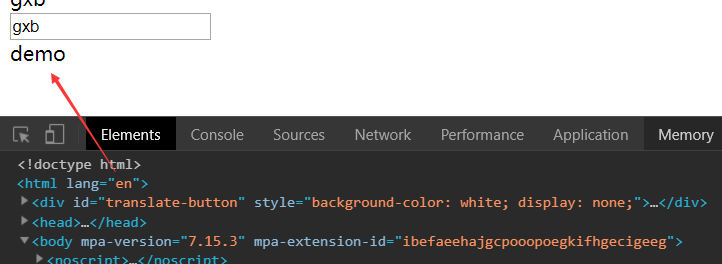 gxb
gxb
demo
Elements Console Sources Network Performance Application Memory
<!doctype html>
<html lang="en">
<div id="translate-button" style="background-color: white; display: none;">…</div>
<head>…</head>
<body mpa-version="7.15.3" mpa-extension-id="ibefaeehajgcpooopoegkifhgecigeeg">
<noscript>…</noscript>